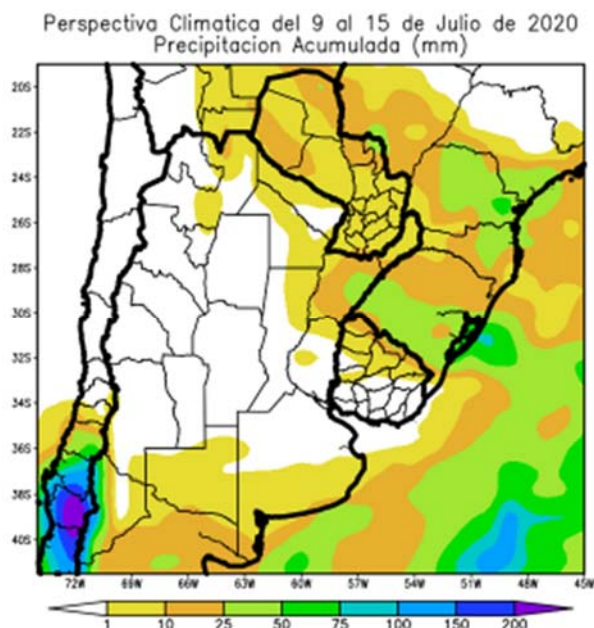 Perspectiva Climatica del 9 al 15 de Julio de 2020
Precipitacion Acumulada (mm)
20S
22S
24S
26S
28S
30S
32S
34S
36S
38S
40S
72W 69W 66W 63W 60W 57W 54W 51W 48W 45W
1 10 25 50 75 100 150 200